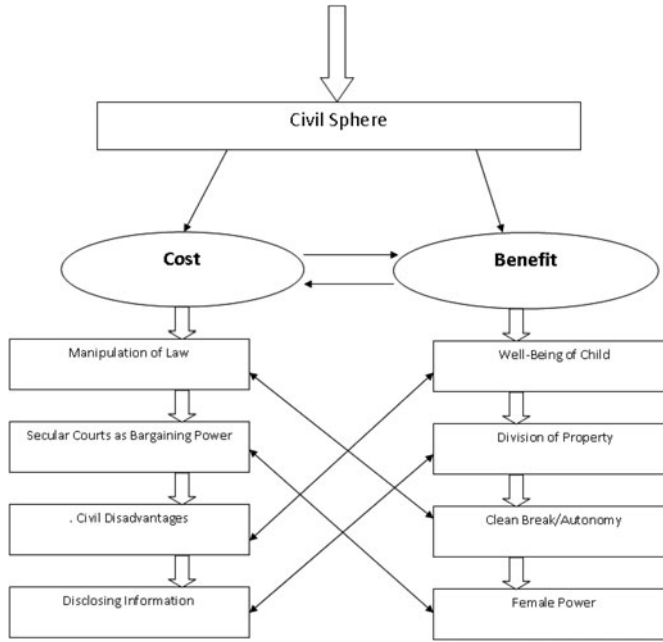 Civil Sphere
Cost
Benefit
Manipulation of Law
Well-Being of Child
Secular Courts as Bargaining Power
Division of Property
. Civil Disadvantages
Clean Break/Autonomy
Disclosing Information
Female Power